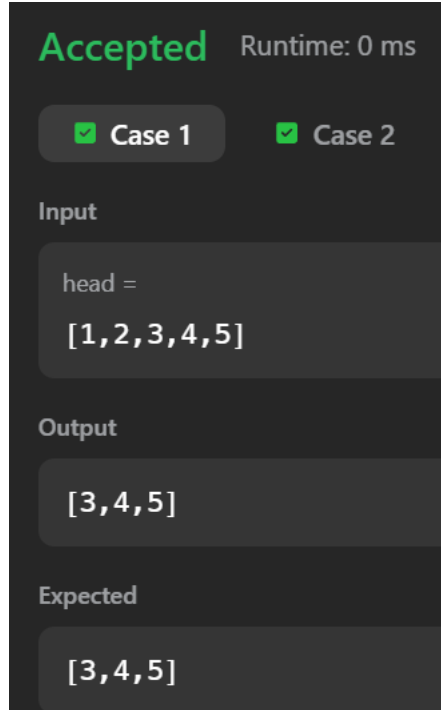 Accepted Runtime: 0 ms
Case 1 Case 2
Input
head =
[1,2,3,4,5]
Output
[3,4,5]
Expected
[3,4,5]